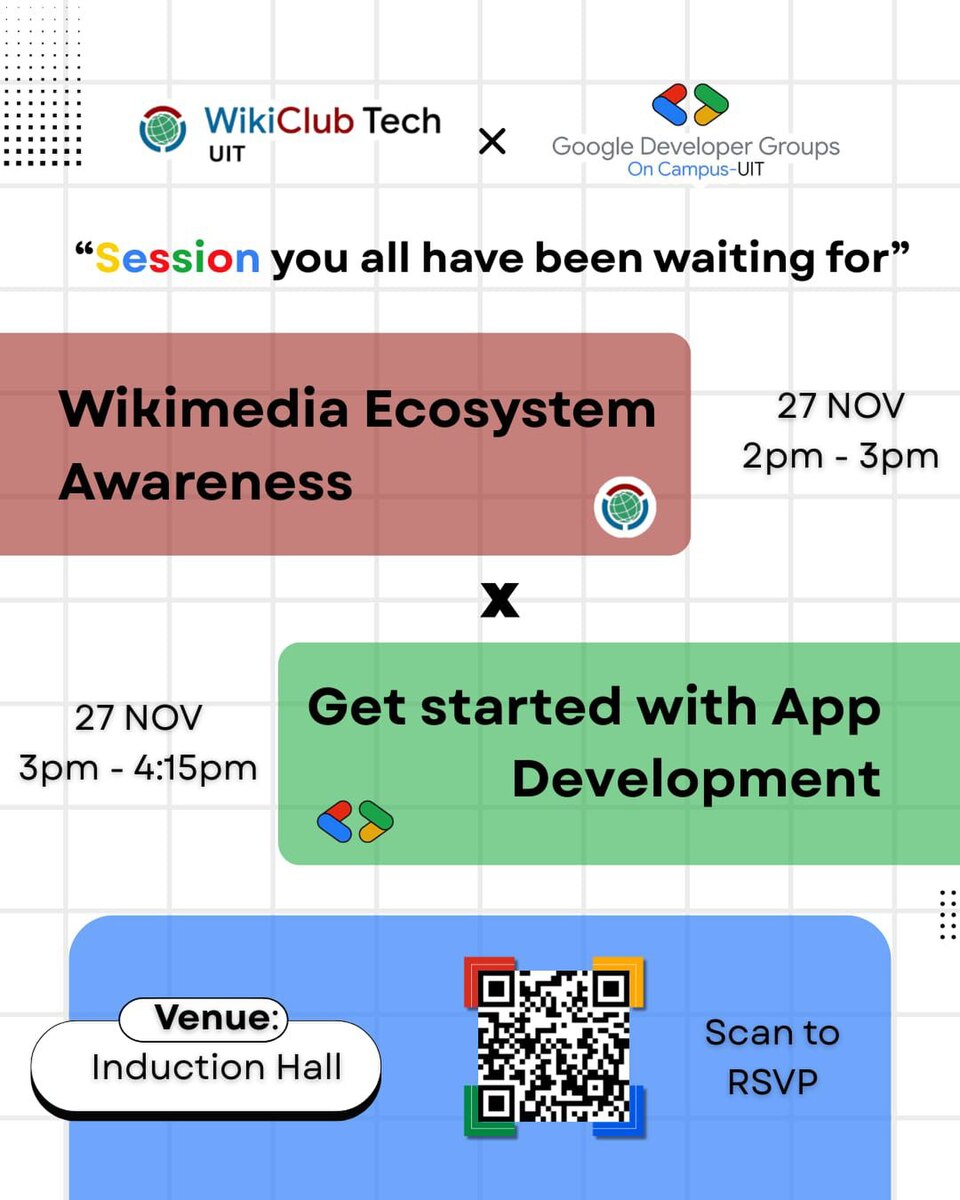 WikiClub Tech
UIT
X
Google Developer Groups
On Campus-UIT
“Session you all have been waiting for”
Wikimedia Ecosystem
Awareness
27 NOV
2pm - 3pm
X
27 NOV
3pm - 4:15pm
Get started with App
Development
Venue:
Induction Hall
Scan to
RSVP